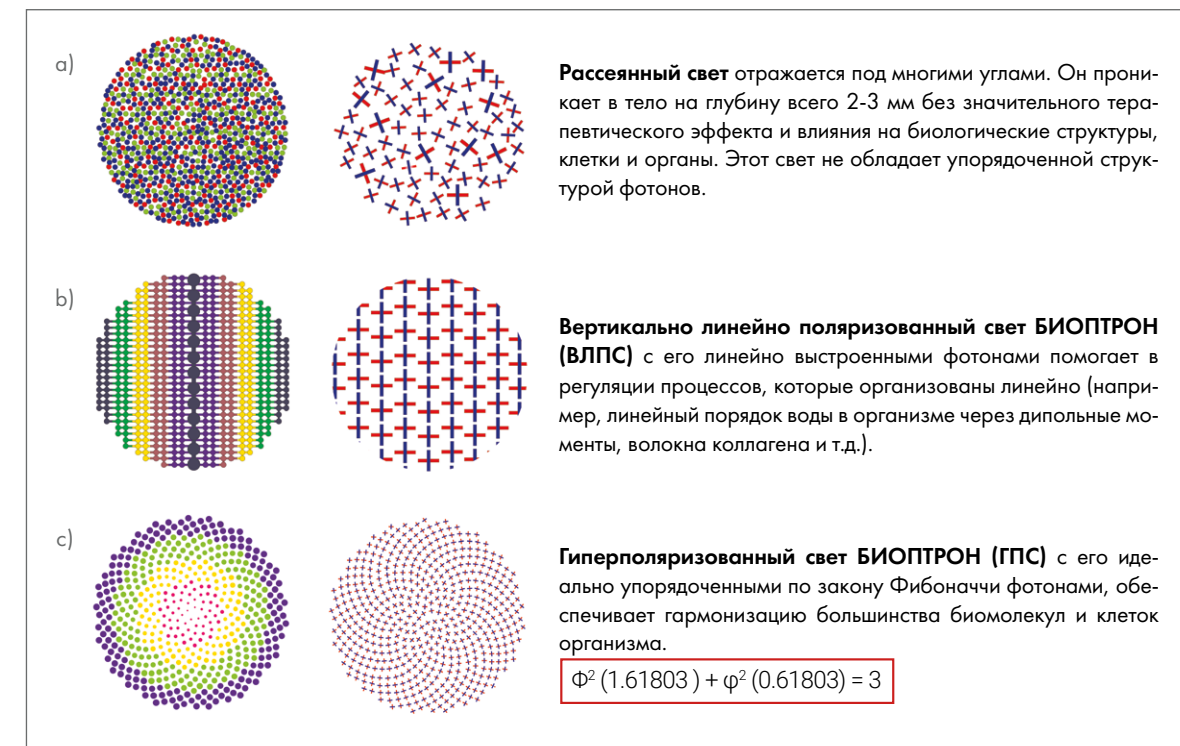 a)
Рассеянный свет отражается под многими углами. Он прони-
кает в тело на глубину всего 2-3 мм без значительного тера-
певтического эффекта и влияния на биологические структуры,
клетки и органы. Этот свет не обладает упорядоченной струк-
турой фотонов.
b)
Вертикально линейно поляризованный свет БИОПТРОН
(ВЛПС) с его линейно выстроенными фотонами помогает в
регуляции процессов, которые организованы линейно (напри-
мер, линейный порядок воды в организме через дипольные мо-
менты, волокна коллагена и т.д.).
c)
Гиперполяризованный свет БИОПТРОН (ГПС) с его иде-
ально упорядоченными по закону Фибоначчи фотонами, обе-
спечивает гармонизацию большинства биомолекул и клеток
организма.
Φ² (1.61803 ) + φ² (0.61803) = 3